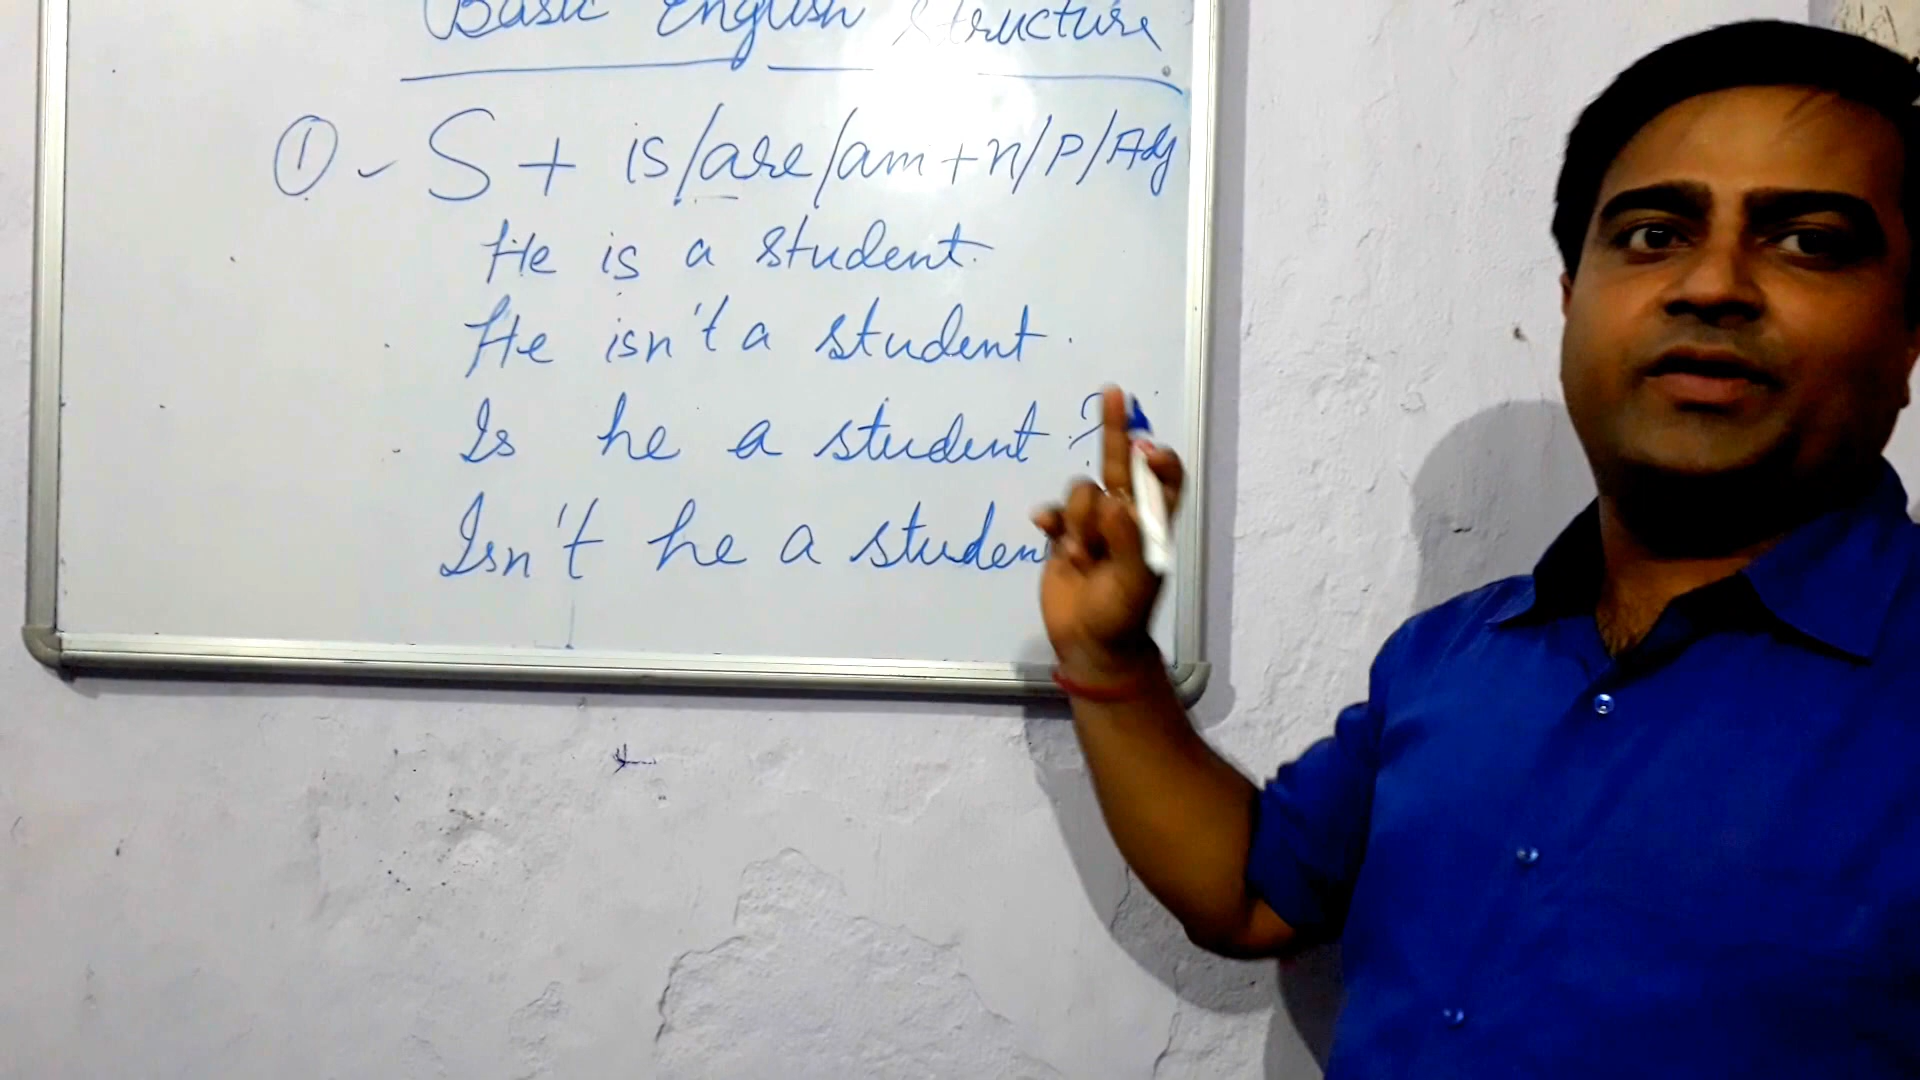 Basic English Structure
① - S + is/are/am + n/P/Adj
He is a student.
He isn't a student.
Is he a student?
Isn't he a studen